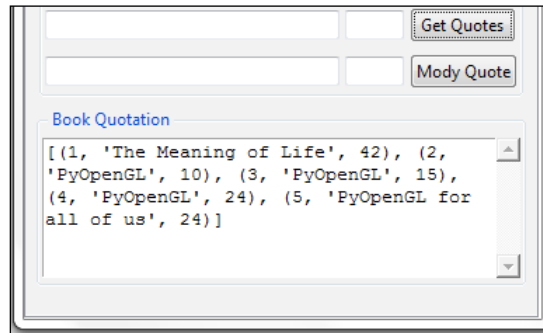 Get Quotes
Mody Quote
Book Quotation
[(1, 'The Meaning of Life', 42), (2,
'PyOpenGL', 10), (3, 'PyOpenGL', 15),
(4, 'PyOpenGL', 24), (5, 'PyOpenGL for
all of us', 24)]